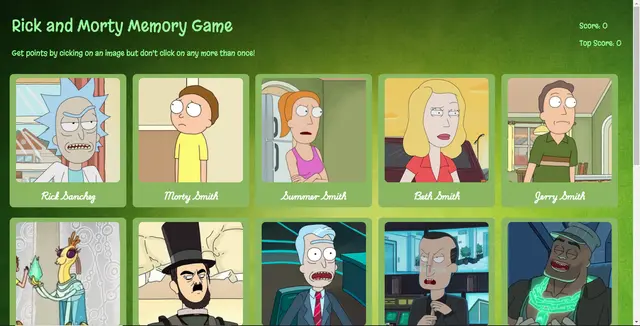 Rick and Morty Memory Game
Score: 0
Top Score: 0
Get points by cicking on an image but don't click on any more than once!
Rick Sanchez
Morty Smith
Summer Smith
Beth Smith
Jerry Smith